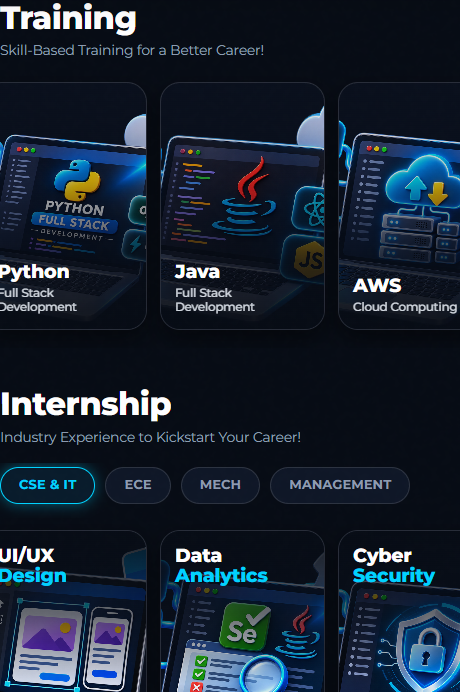 Training
Skill-Based Training for a Better Career!
PYTHON
FULL STACK
DEVELOPMENT
Python
Full Stack
Development
JS
Java
Full Stack
Development
AWS
Cloud Computing
Internship
Industry Experience to Kickstart Your Career!
CSE & IT
ECE
MECH
MANAGEMENT
UI/UX
Design
Data
Analytics
Se
Cyber
Security